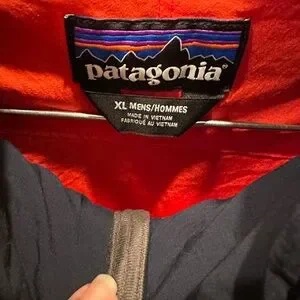 patagonia®
XL MENS/HOMMES
MADE IN VIETNAM
FABRIQUÉ AU VIETNAM